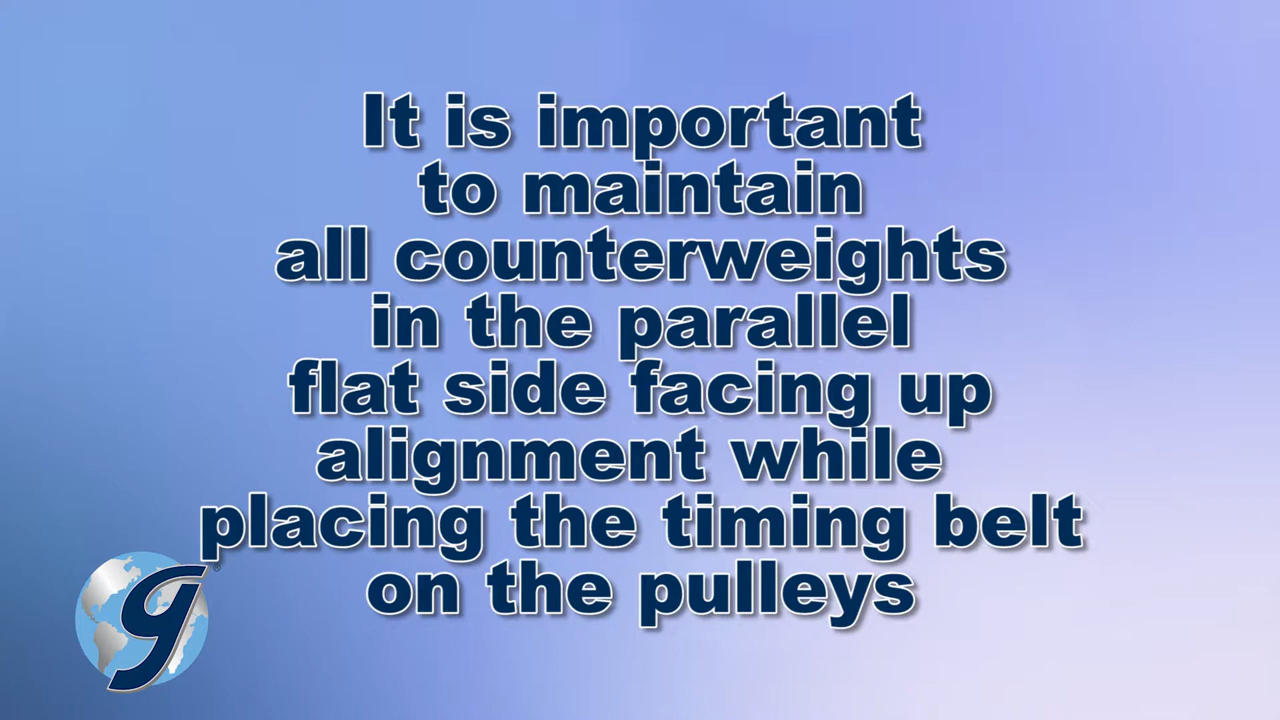 It is important
to maintain
all counterweights
in the parallel
flat side facing up
alignment while
placing the timing belt
on the pulleys
g